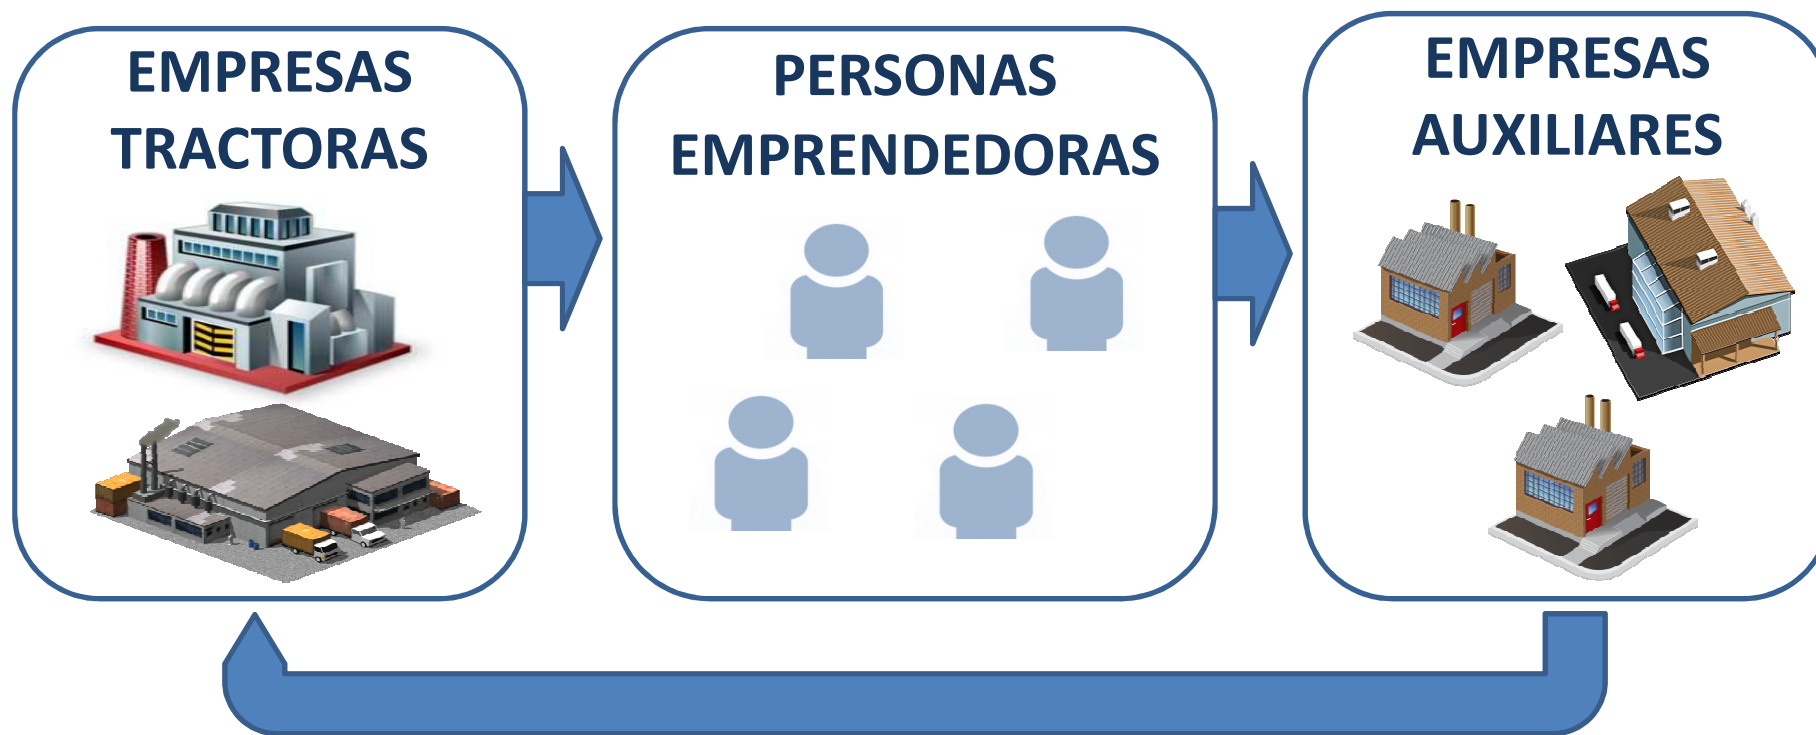 EMPRESAS
TRACTORAS
PERSONAS
EMPRENDEDORAS
EMPRESAS
AUXILIARES